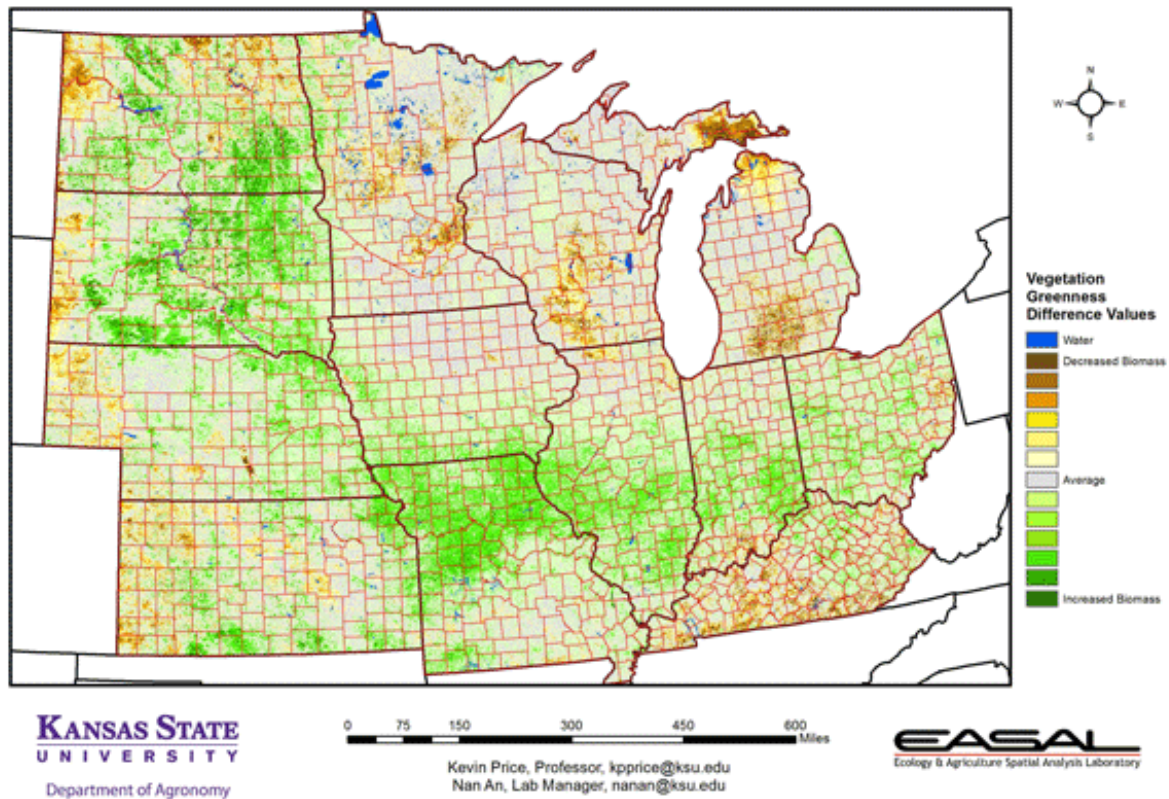 N
W
E
S
Vegetation
Greenness
Difference Values
Water
Decreased Biomass
Average
Increased Biomass
KANSAS STATE
UNIVERSITY
Department of Agronomy
0 75 150 300 450 600
Miles
Kevin Price, Professor, kpprice@ksu.edu
Nan An, Lab Manager, nanan@ksu.edu
EASAL
Ecology & Agriculture Spatial Analysis Laboratory